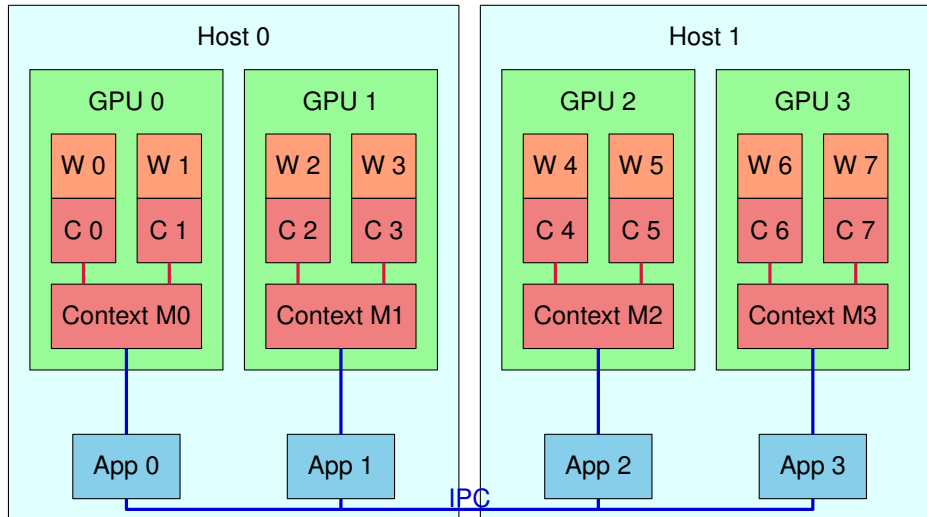 Host 0
Host 1
GPU 0
GPU 1
GPU 2
GPU 3
W 0
W 1
W 2
W 3
W 4
W 5
W 6
W 7
C 0
C 1
C 2
C 3
C 4
C 5
C 6
C 7
Context M0
Context M1
Context M2
Context M3
App 0
App 1
App 2
App 3
IPC